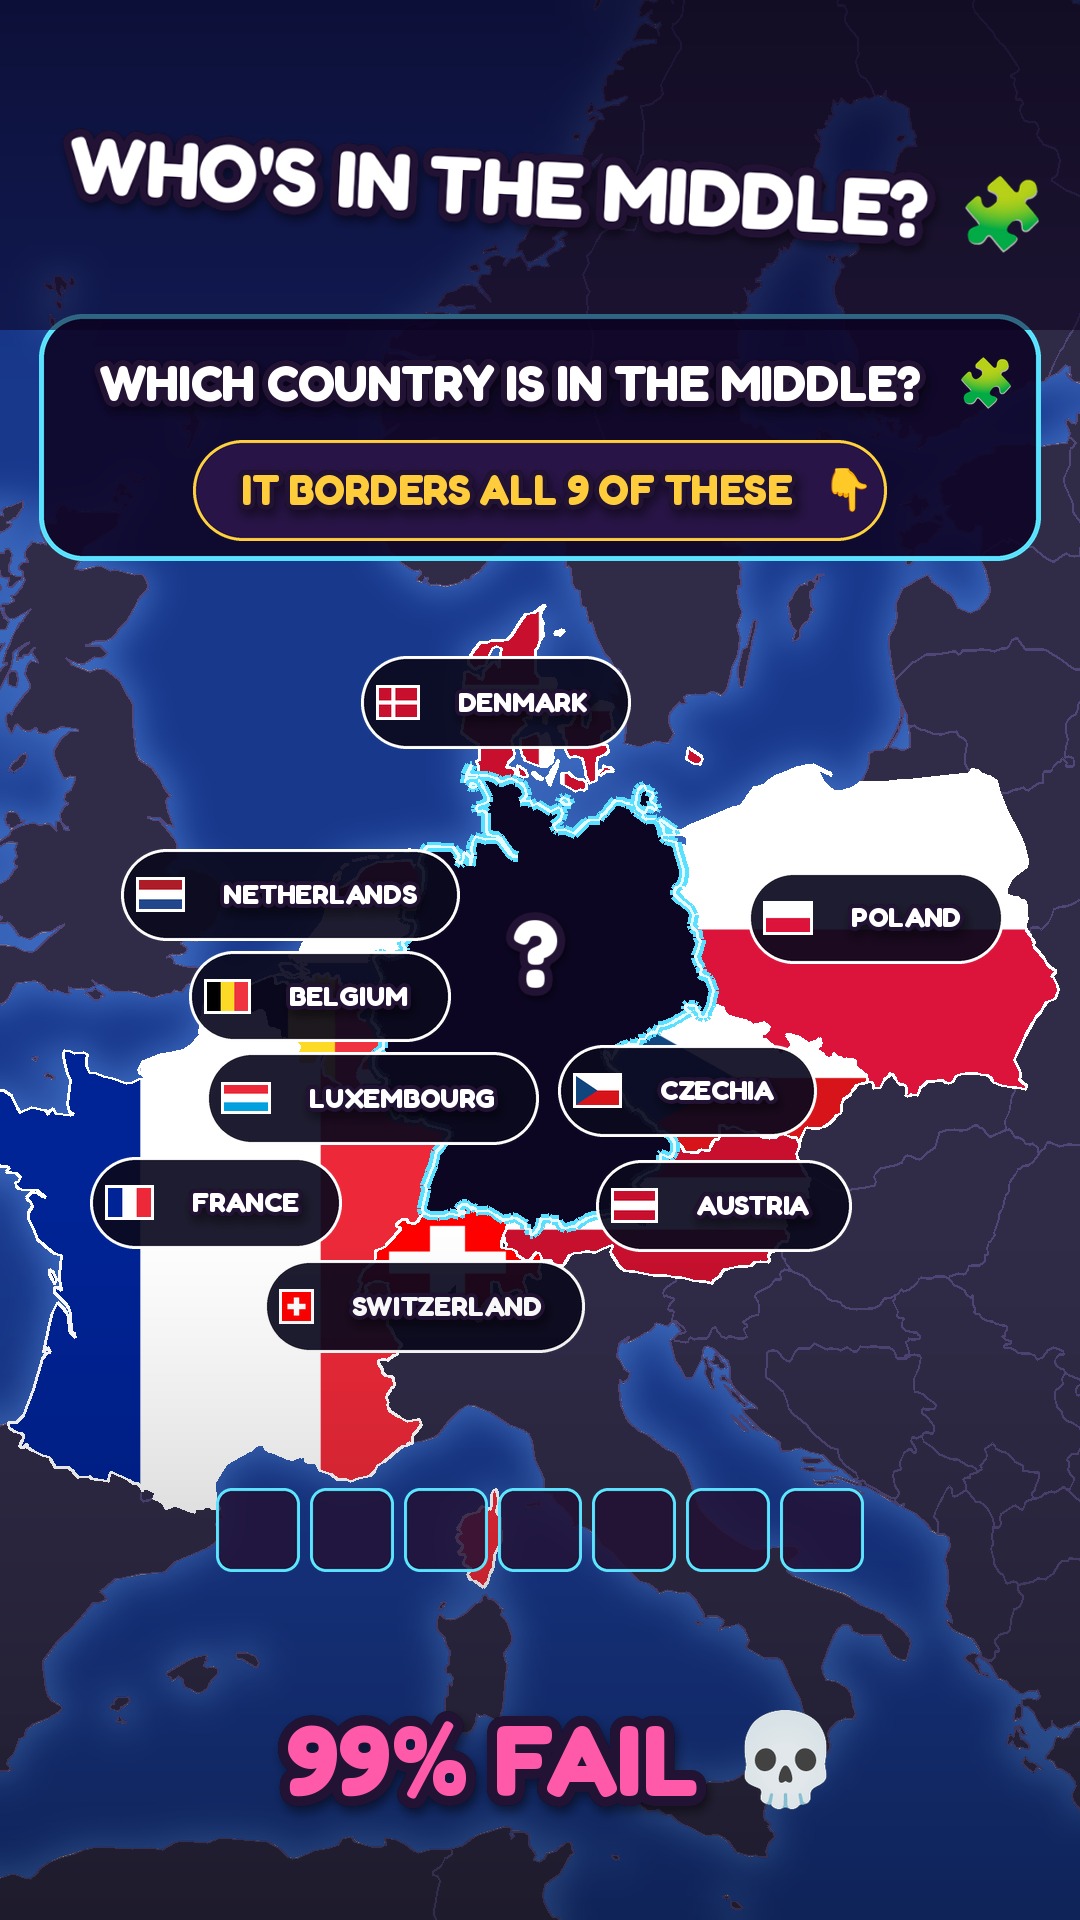 WHO'S IN THE MIDDLE?
WHICH COUNTRY IS IN THE MIDDLE?
IT BORDERS ALL 9 OF THESE
DENMARK
NETHERLANDS
POLAND
?
BELGIUM
LUXEMBOURG
CZECHIA
FRANCE
AUSTRIA
SWITZERLAND
99% FAIL